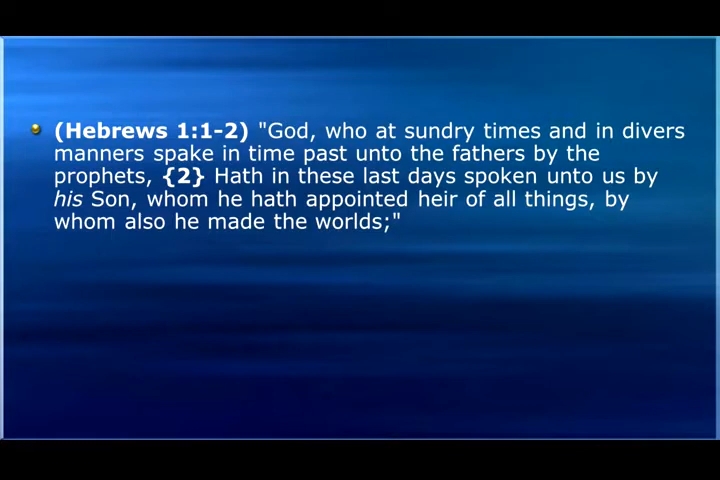 (Hebrews 1:1-2) "God, who at sundry times and in divers
manners spake in time past unto the fathers by the
prophets, {2} Hath in these last days spoken unto us by
his Son, whom he hath appointed heir of all things, by
whom also he made the worlds;"